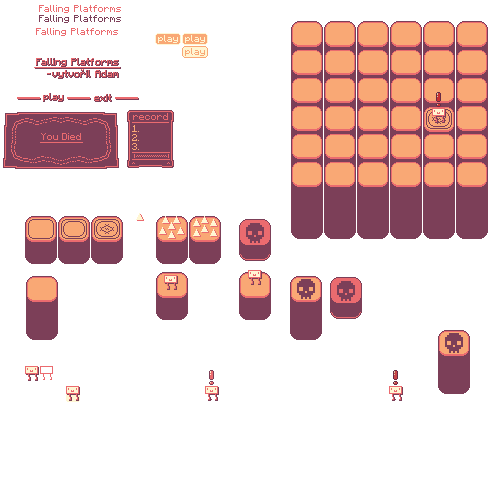 Falling Platforms
Falling Platforms
Falling Platforms
play play
play
Falling Platforms
-vytvořil Adam
play exit
You Died
record
1.
2.
3.